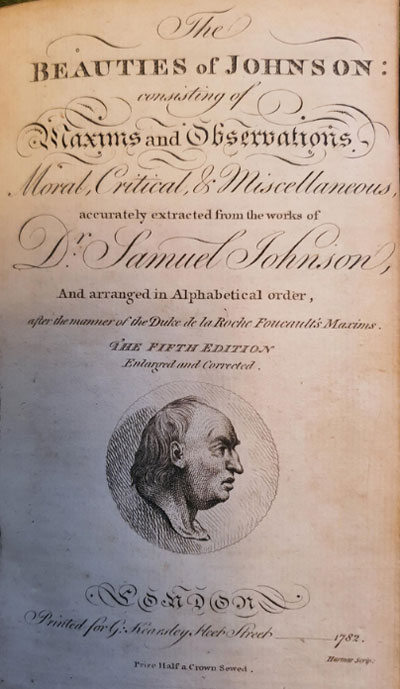 The
BEAUTIES of JOHNSON:
consisting of
Maxims and Observations,
Moral, Critical, & Miscellaneous,
accurately extracted from the works of
Dr. Samuel Johnson,
And arranged in Alphabetical order,
after the manner of the Duke de la Roche Foucault's Maxims.
THE FIFTH EDITION
Enlarged and Corrected.
LONDON
Printed for G: Kearsley Fleet Street 1782.
Harmar Scrip.
Price Half a Crown Sewed.